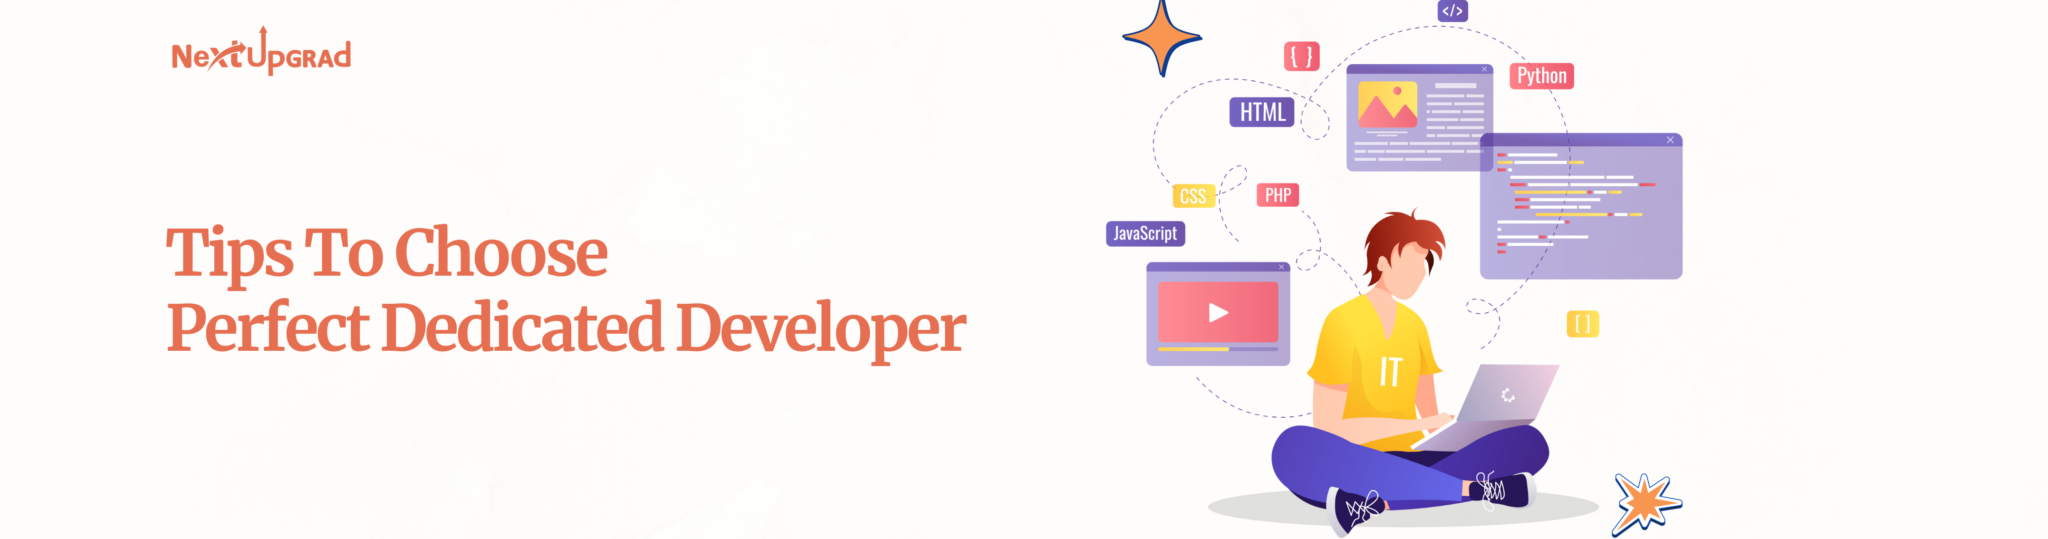 NextUpgrad
Tips To Choose
Perfect Dedicated Developer
</>
{ }
Python
HTML
CSS
PHP
JavaScript
[ ]
IT